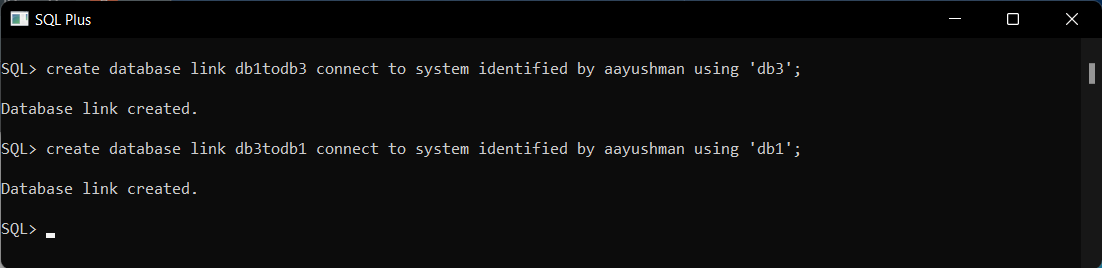 SQL Plus
SQL> create database link db1todb3 connect to system identified by aayushman using 'db3';
Database link created.
SQL> create database link db3todb1 connect to system identified by aayushman using 'db1';
Database link created.
SQL>